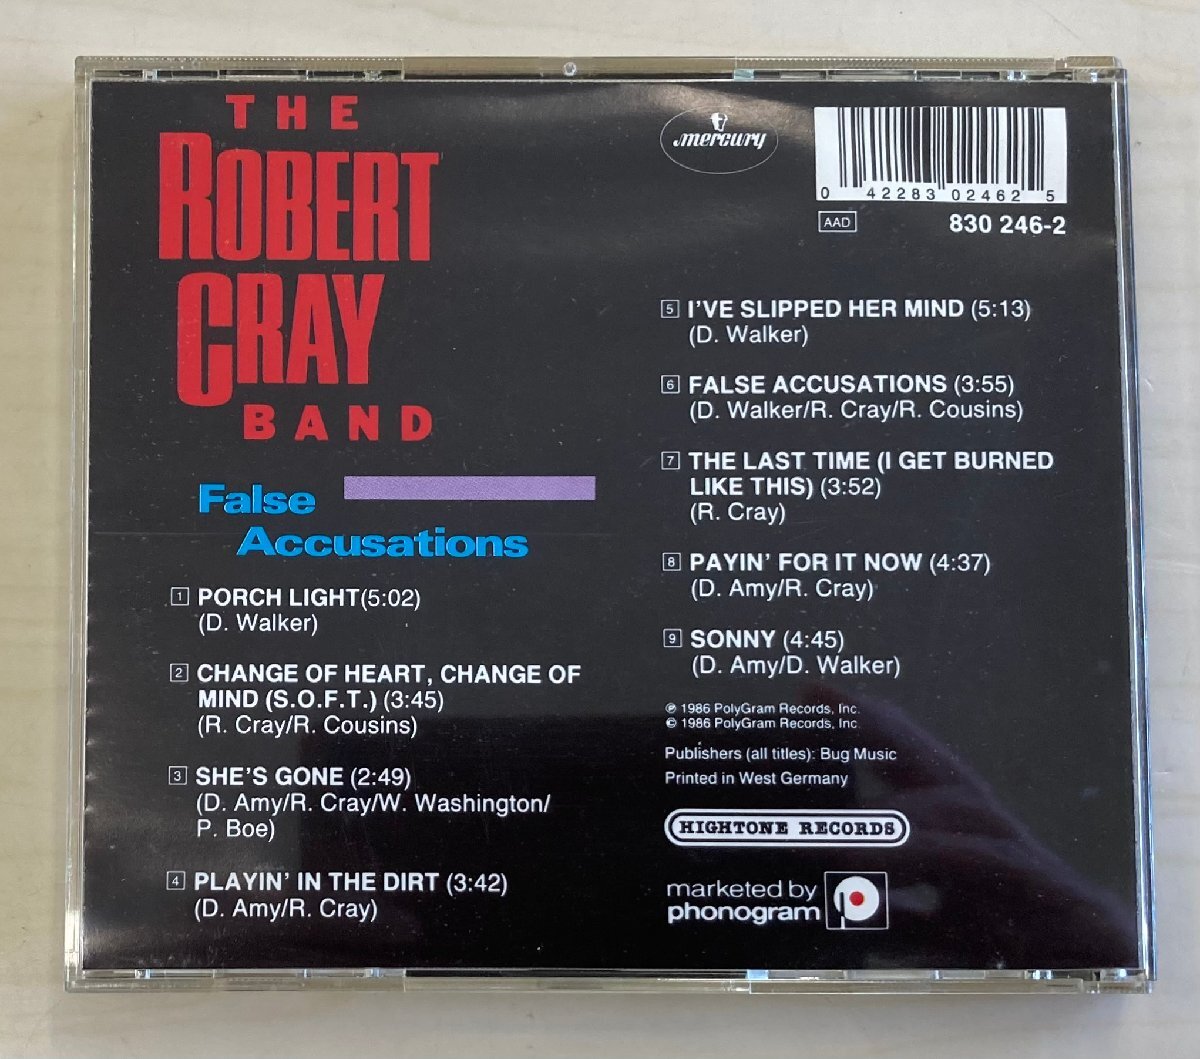 THE
ROBERT
CRAY
BAND
False
Accusations
1 PORCH LIGHT(5:02)
(D. Walker)
2 CHANGE OF HEART, CHANGE OF
MIND (S.O.F.T.) (3:45)
(R. Cray/R. Cousins)
3 SHE'S GONE (2:49)
(D. Amy/R. Cray/W. Washington/
P. Boe)
4 PLAYIN' IN THE DIRT (3:42)
(D. Amy/R. Cray)
mercury
0 42283 02462 5
AAD
830 246-2
5 I'VE SLIPPED HER MIND (5:13)
(D. Walker)
6 FALSE ACCUSATIONS (3:55)
(D. Walker/R. Cray/R. Cousins)
7 THE LAST TIME (I GET BURNED
LIKE THIS) (3:52)
(R. Cray)
8 PAYIN' FOR IT NOW (4:37)
(D. Amy/R. Cray)
9 SONNY (4:45)
(D. Amy/D. Walker)
℗ 1986 PolyGram Records, Inc.
© 1986 PolyGram Records, Inc.
Publishers (all titles): Bug Music
Printed in West Germany
HIGHTONE RECORDS
marketed by
phonogram